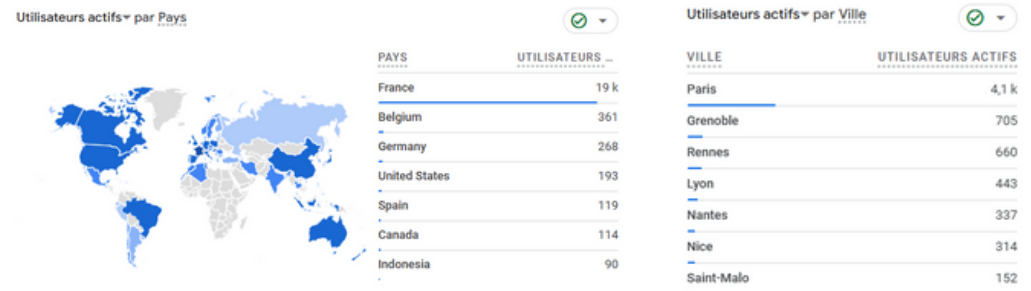 Utilisateurs actifs par Pays
PAYS UTILISATEURS ...
France 19 k
Belgium 361
Germany 268
United States 193
Spain 119
Canada 114
Indonesia 90
Utilisateurs actifs par Ville
VILLE UTILISATEURS ACTIFS
Paris 4,1 k
Grenoble 705
Rennes 660
Lyon 443
Nantes 337
Nice 314
Saint-Malo 152